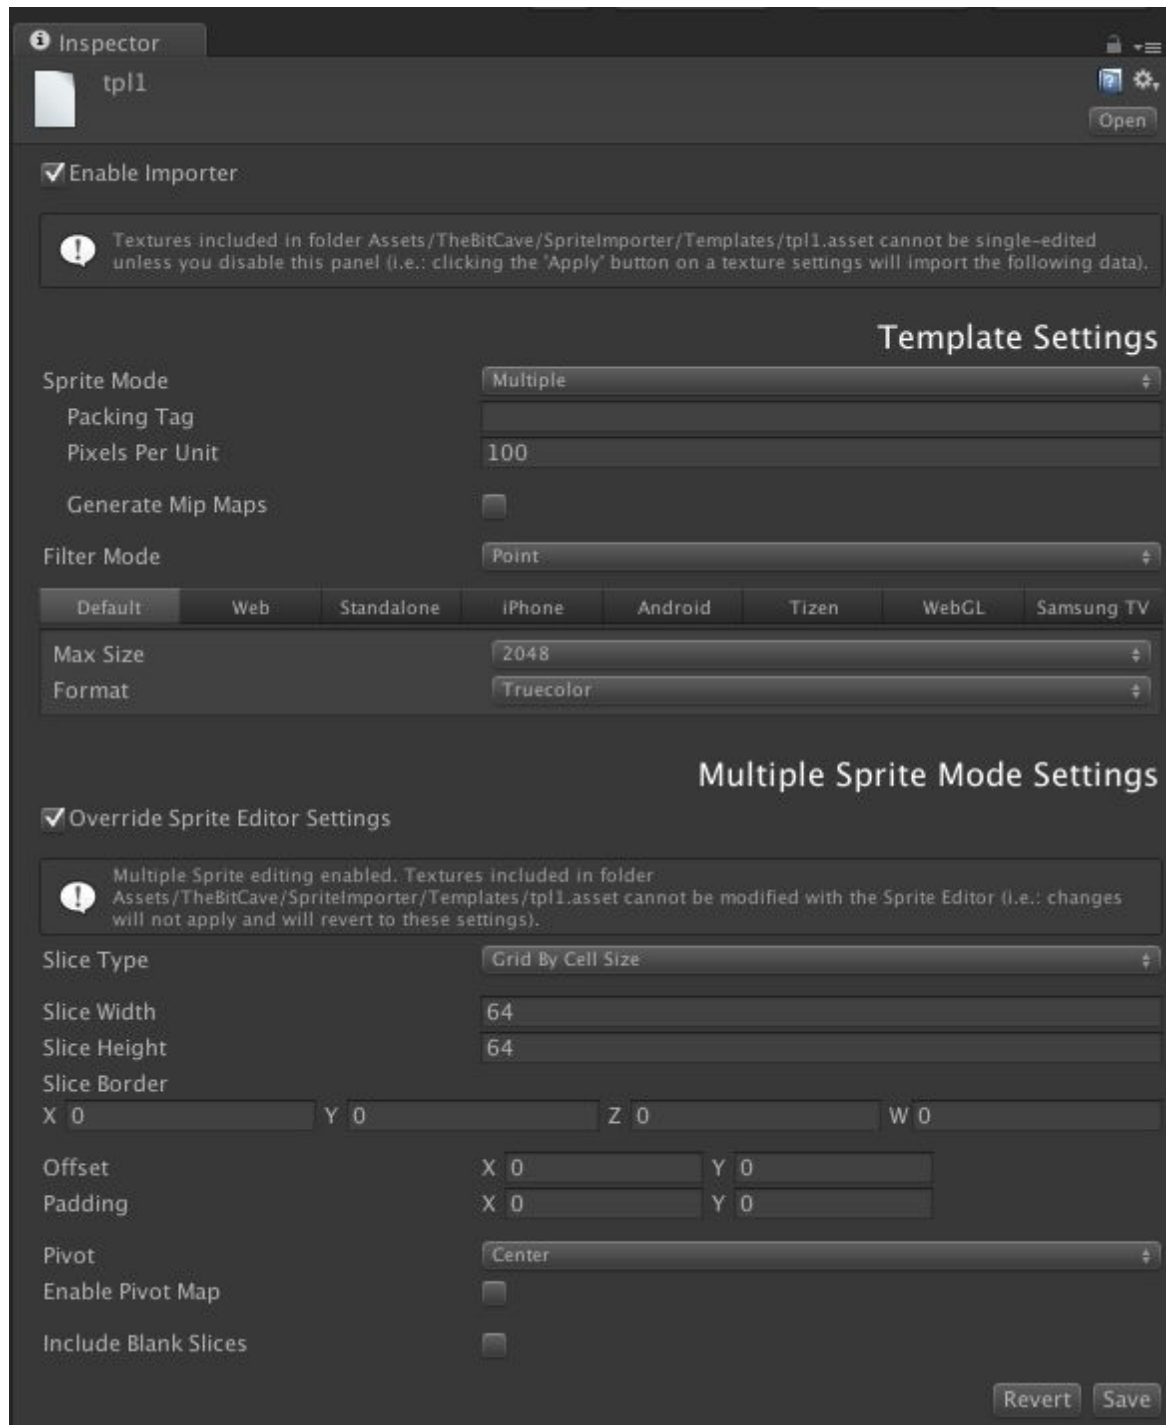 Inspector
tpl1
Open
Enable Importer
Textures included in folder Assets/TheBitCave/SpriteImporter/Templates/tpl1.asset cannot be single-edited
unless you disable this panel (i.e.: clicking the 'Apply' button on a texture settings will import the following data).
Template Settings
Sprite Mode Multiple
Packing Tag
Pixels Per Unit 100
Generate Mip Maps
Filter Mode Point
Default Web Standalone iPhone Android Tizen WebGL Samsung TV
Max Size 2048
Format Truecolor
Multiple Sprite Mode Settings
Override Sprite Editor Settings
Multiple Sprite editing enabled. Textures included in folder
Assets/TheBitCave/SpriteImporter/Templates/tpl1.asset cannot be modified with the Sprite Editor (i.e.: changes
will not apply and will revert to these settings).
Slice Type Grid By Cell Size
Slice Width 64
Slice Height 64
Slice Border
X 0 Y 0 Z 0 W 0
Offset X 0 Y 0
Padding X 0 Y 0
Pivot Center
Enable Pivot Map
Include Blank Slices
Revert Save